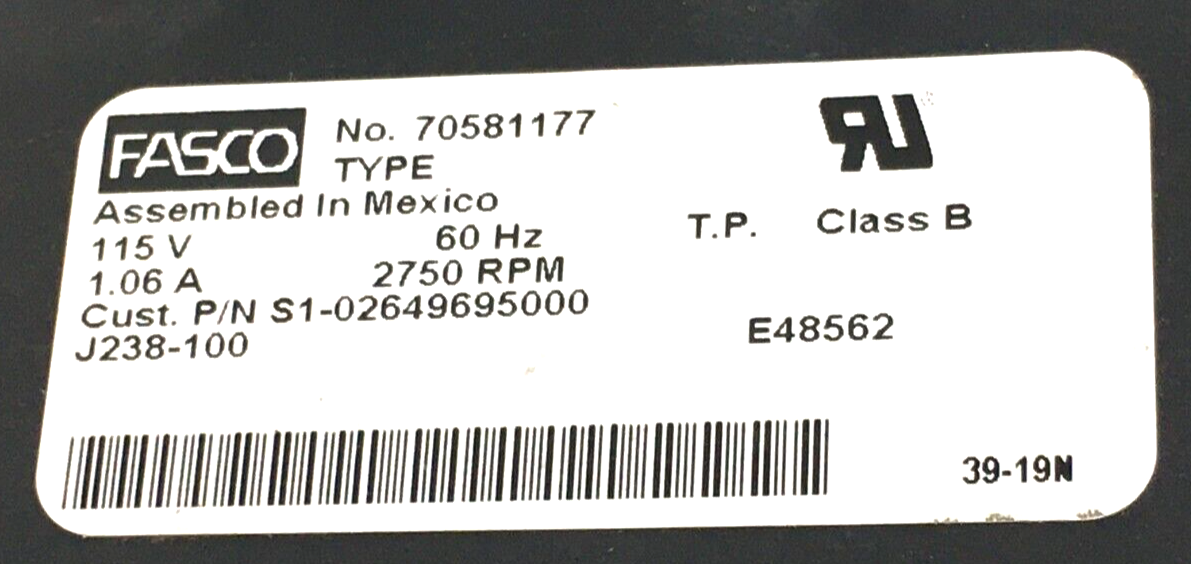 FASCO No. 70581177
TYPE
Assembled In Mexico
115 V 60 Hz
T.P. Class B
1.06 A 2750 RPM
Cust. P/N S1-02649695000
J238-100
E48562
39-19N